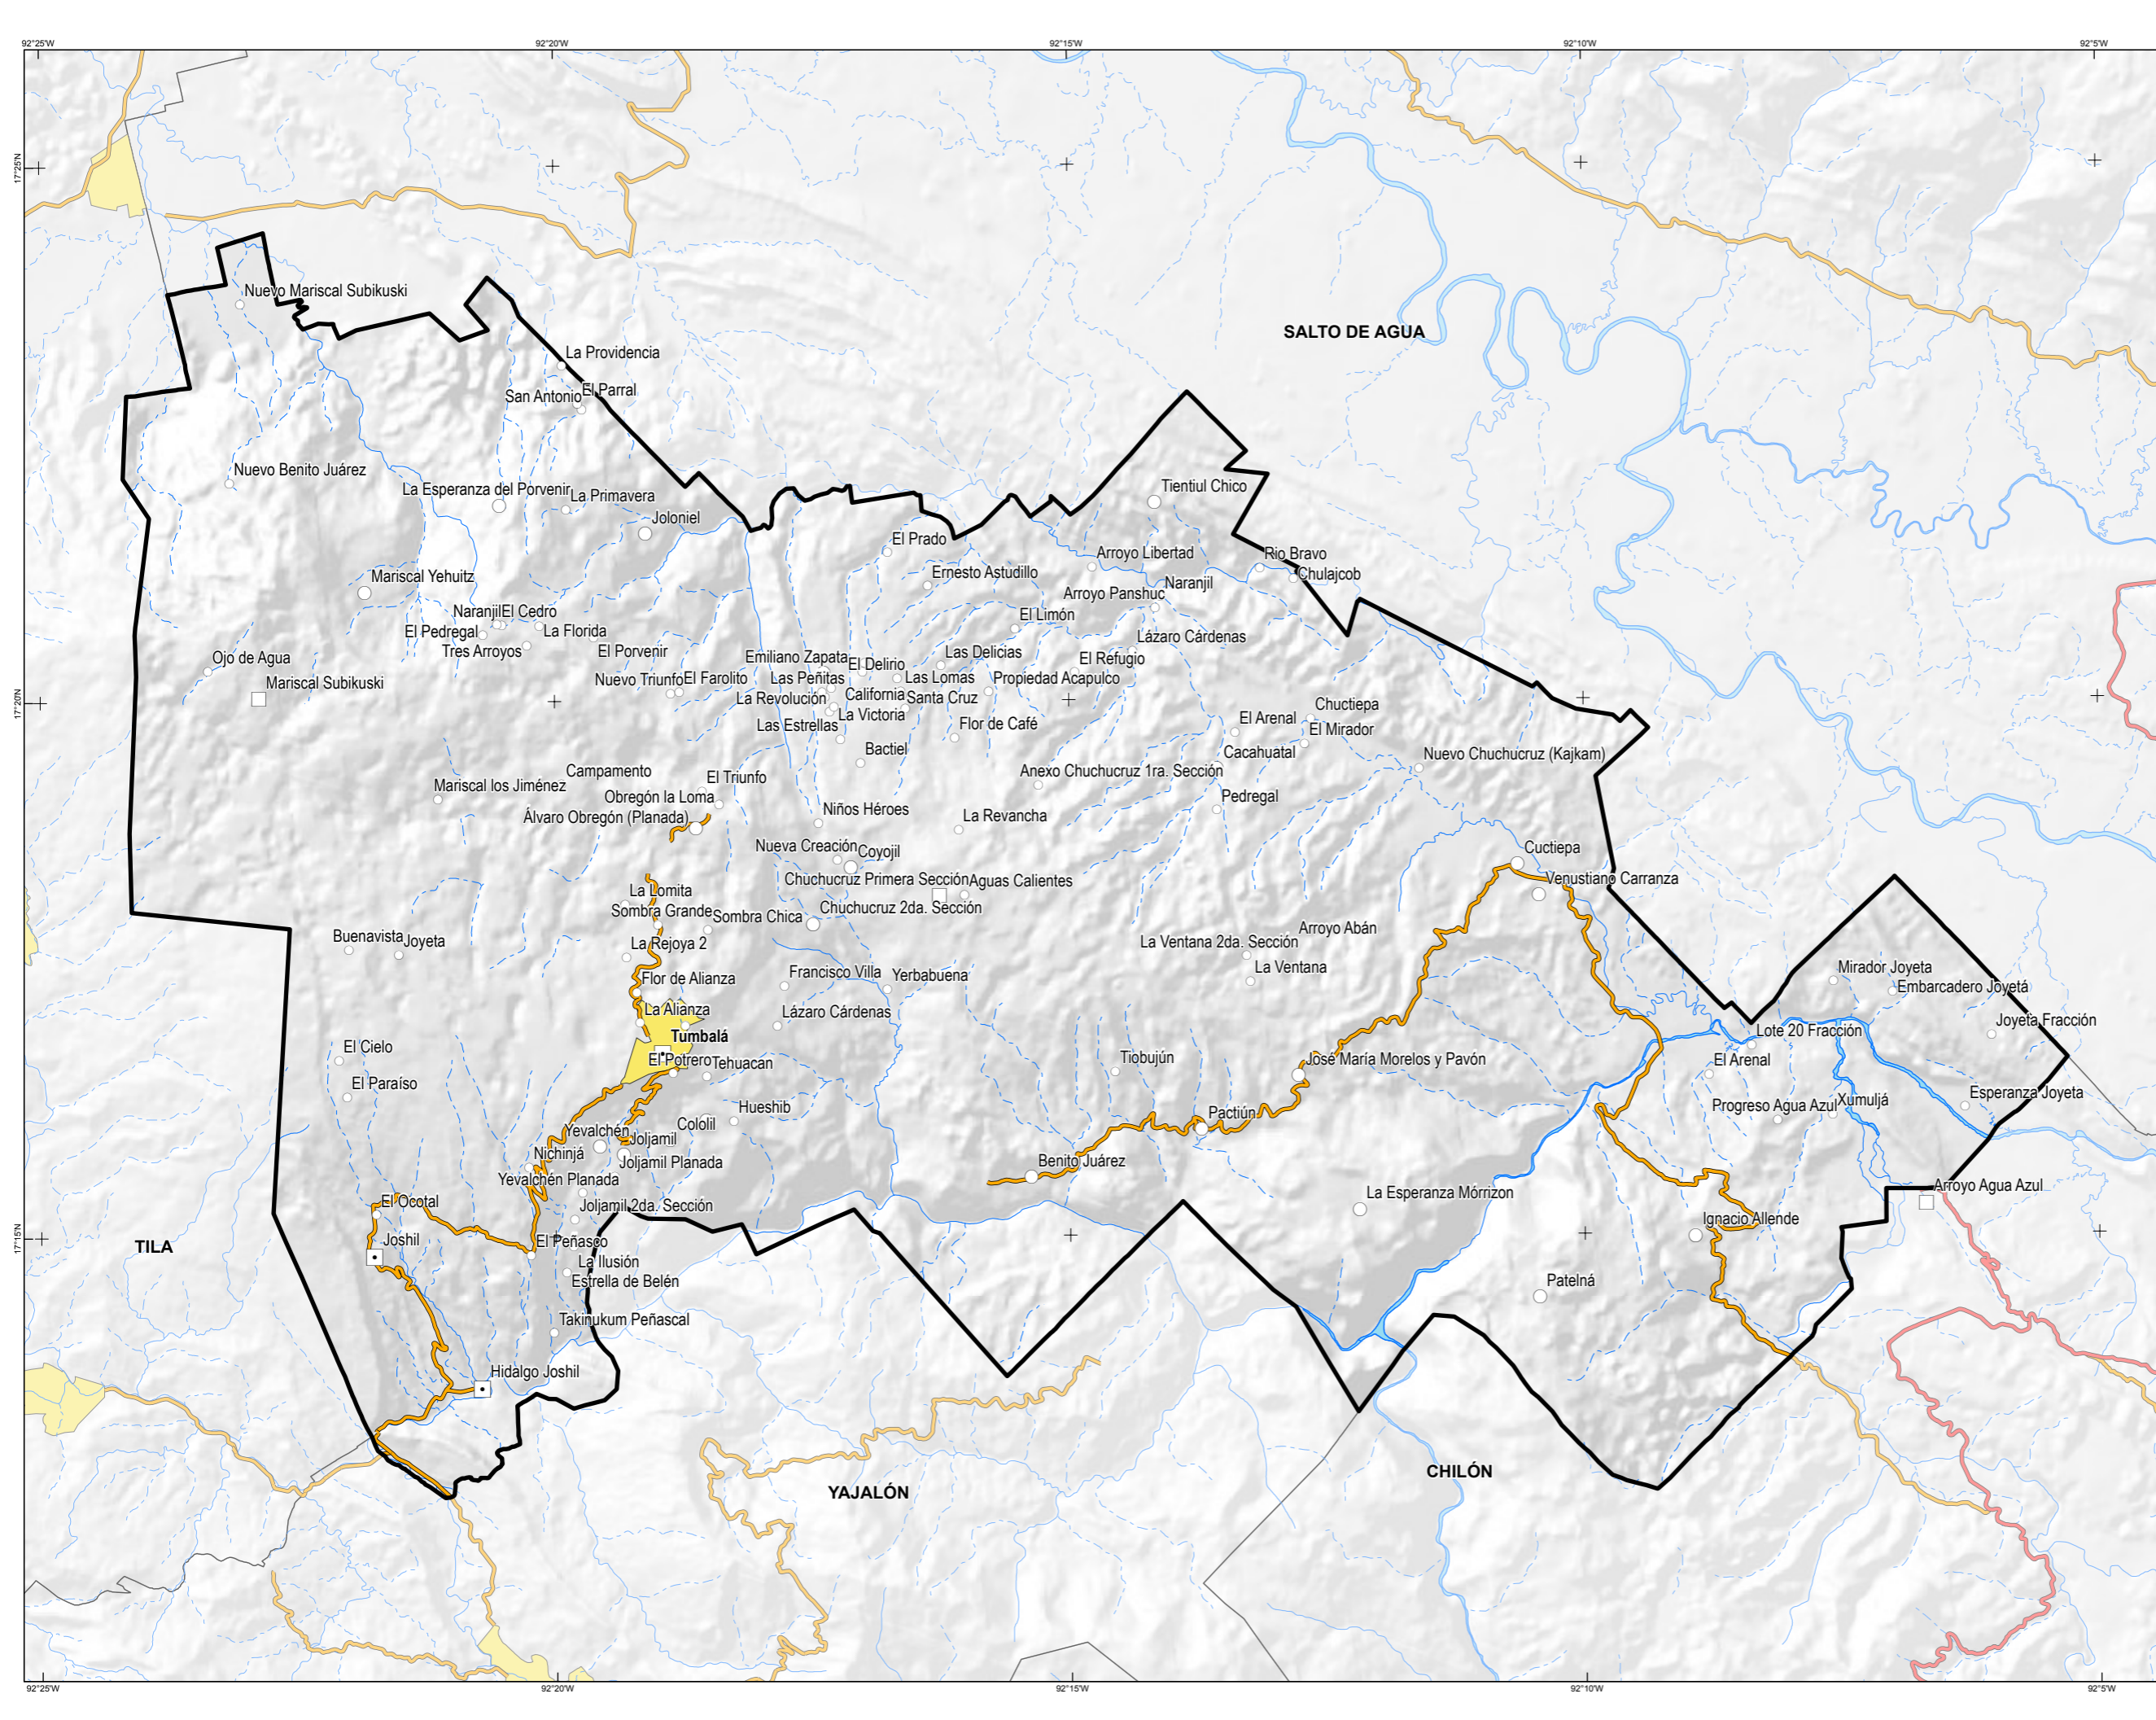 92°25'W
92°20'W
92°15'W
92°10'W
92°5'W
17°25'N
Nuevo Mariscal Subikuski
SALTO DE AGUA
La Providencia
El Parral
San Antonio
Nuevo Benito Juárez
La Esperanza del Porvenir
La Primavera
Tientiul Chico
Joloniel
El Prado
Arroyo Libertad
Rio Bravo
Chulajcob
Ernesto Astudillo
Mariscal Yehuitz
Naranjil
Arroyo Panshuc
Naranjil
El Cedro
El Limón
El Pedregal
La Florida
Lázaro Cárdenas
Tres Arroyos
El Porvenir
Las Delicias
Ojo de Agua
Emiliano Zapata
El Delirio
El Refugio
Mariscal Subikuski
Nuevo Triunfo
El Farolito
Las Peñitas
Las Lomas
Propiedad Acapulco
17°20'N
La Revolución
California
Santa Cruz
Chuctiepa
La Victoria
El Arenal
Las Estrellas
Flor de Café
El Mirador
Bactiel
Cacahuatal
Nuevo Chuchucruz (Kajkam)
Campamento
El Triunfo
Anexo Chuchucruz 1ra. Sección
Mariscal los Jiménez
Obregón la Loma
Pedregal
Niños Héroes
Álvaro Obregón (Planada)
La Revancha
Nueva Creación
Coyojil
Cuctiepa
Chuchucruz Primera Sección
Aguas Calientes
Venustiano Carranza
La Lomita
Chuchucruz 2da. Sección
Sombra Grande
Sombra Chica
Arroyo Abán
Buenavista
Joyeta
La Rejoya 2
La Ventana 2da. Sección
La Ventana
Mirador Joyeta
Flor de Alianza
Francisco Villa
Yerbabuena
Embarcadero Joyetá
La Alianza
Lázaro Cárdenas
Joyeta Fracción
Lote 20 Fracción
Tumbalá
El Cielo
El Potrero
Tehuacan
Tiobujún
José María Morelos y Pavón
El Arenal
El Paraíso
Esperanza Joyeta
Xumuljá
Progreso Agua Azul
Hueshib
Pactiún
Cololil
Yevalchén
Joljamil
Nichinjá
Joljamil Planada
Benito Juárez
Yevalchén Planada
Arroyo Agua Azul
La Esperanza Mórrizon
El Ocotal
Joljamil 2da. Sección
Ignacio Allende
Joshil
El Peñasco
TILA
17°15'N
La Ilusión
Estrella de Belén
Patelná
Takinukum Peñascal
Hidalgo Joshil
CHILÓN
YAJALÓN
92°25'W
92°20'W
92°15'W
92°10'W
92°5'W